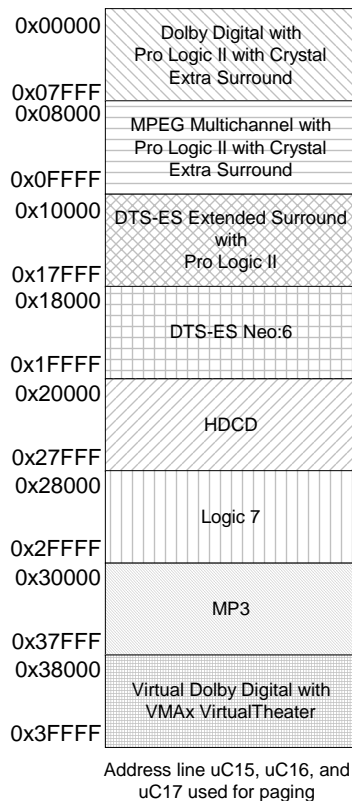 0x00000
Dolby Digital with
Pro Logic II with Crystal
Extra Surround
0x07FFF
0x08000
MPEG Multichannel with
Pro Logic II with Crystal
Extra Surround
0x0FFFF
0x10000
DTS-ES Extended Surround
with
Pro Logic II
0x17FFF
0x18000
DTS-ES Neo:6
0x1FFFF
0x20000
HDCD
0x27FFF
0x28000
Logic 7
0x2FFFF
0x30000
MP3
0x37FFF
0x38000
Virtual Dolby Digital with
VMAx VirtualTheater
0x3FFFF
Address line uC15, uC16, and
uC17 used for paging